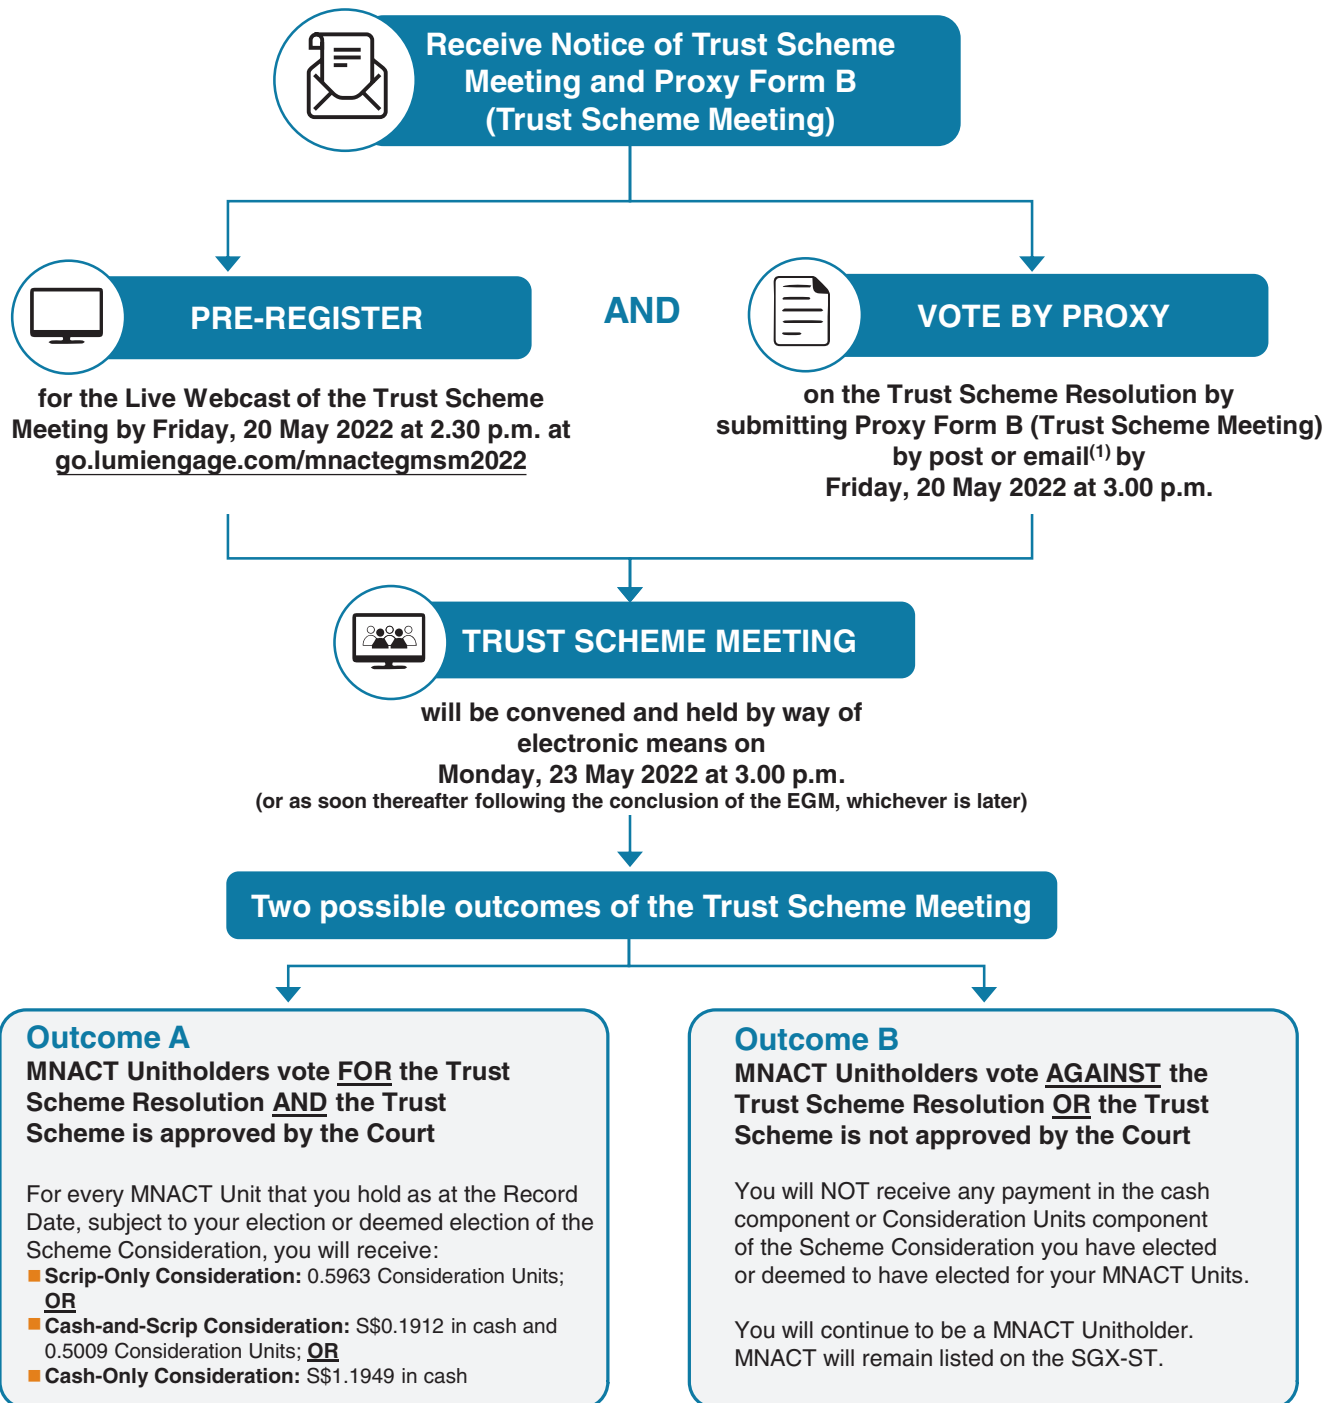 Receive Notice of Trust Scheme
Meeting and Proxy Form B
(Trust Scheme Meeting)
PRE-REGISTER
for the Live Webcast of the Trust Scheme
Meeting by Friday, 20 May 2022 at 2.30 p.m. at
go.lumiengage.com/mnactegmsm2022
AND
VOTE BY PROXY
on the Trust Scheme Resolution by
submitting Proxy Form B (Trust Scheme Meeting)
by post or email(1) by
Friday, 20 May 2022 at 3.00 p.m.
TRUST SCHEME MEETING
will be convened and held by way of
electronic means on
Monday, 23 May 2022 at 3.00 p.m.
(or as soon thereafter following the conclusion of the EGM, whichever is later)
Two possible outcomes of the Trust Scheme Meeting
Outcome A
MNACT Unitholders vote FOR the Trust
Scheme Resolution AND the Trust
Scheme is approved by the Court
For every MNACT Unit that you hold as at the Record
Date, subject to your election or deemed election of the
Scheme Consideration, you will receive:
■ Scrip-Only Consideration: 0.5963 Consideration Units;
OR
■ Cash-and-Scrip Consideration: S$0.1912 in cash and
0.5009 Consideration Units; OR
■ Cash-Only Consideration: S$1.1949 in cash
Outcome B
MNACT Unitholders vote AGAINST the
Trust Scheme Resolution OR the Trust
Scheme is not approved by the Court
You will NOT receive any payment in the cash
component or Consideration Units component
of the Scheme Consideration you have elected
or deemed to have elected for your MNACT Units.
You will continue to be a MNACT Unitholder.
MNACT will remain listed on the SGX-ST.